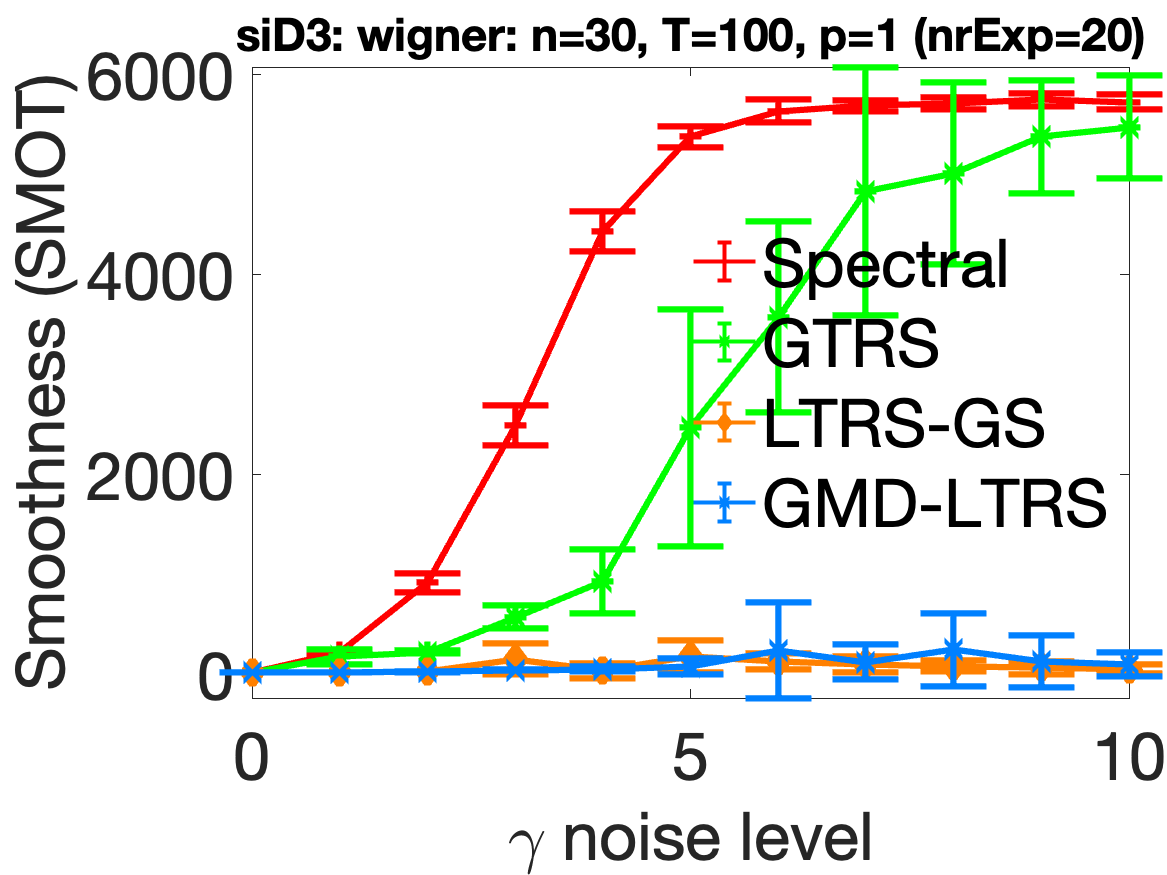 siD3: wigner: n=30, T=100, p=1 (nrExp=20)
Smoothness (SMOT)
6000
4000
2000
0
Spectral
GTRS
LTRS-GS
GMD-LTRS
0 5 10
γ noise level